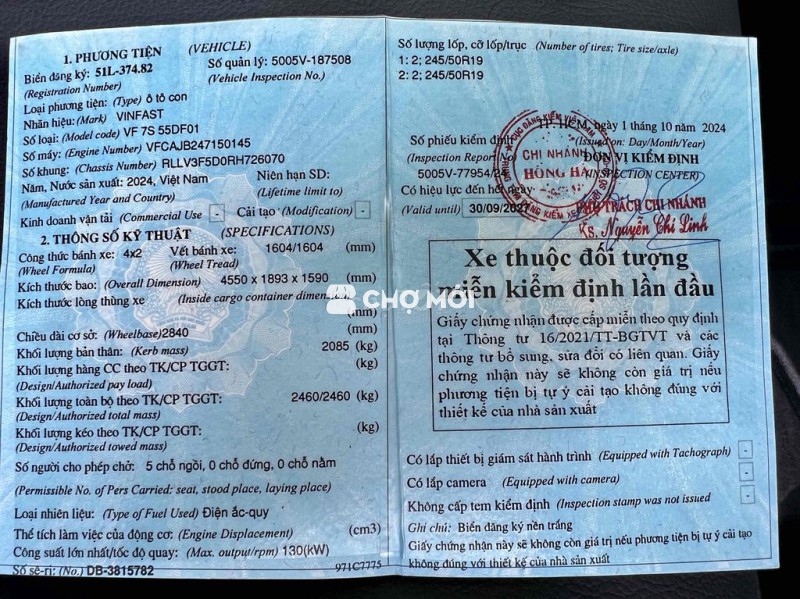 1. PHƯƠNG TIỆN (VEHICLE)
Biển đăng ký: 51L-374.82 Số quản lý: 5005V-187508
(Registration Number) (Vehicle Inspection No.)
Loại phương tiện: (Type) ô tô con
Nhãn hiệu: (Mark) VINFAST
Số loại: (Model code) VF 7S 55DF01
Số máy: (Engine Number) VFCAJB247150145
Số khung: (Chassis Number) RLLV3F5D0RH726070
Năm, Nước sản xuất: 2024, Việt Nam Niên hạn SD:
(Manufactured Year and Country) (Lifetime limit to)
Kinh doanh vận tải (Commercial Use - Cải tạo (Modification) -
2. THÔNG SỐ KỸ THUẬT (SPECIFICATIONS)
Công thức bánh xe: 4x2 Vết bánh xe: 1604/1604 (mm)
(Wheel Formula) (Wheel Tread)
Kích thước bao: (Overall Dimension) 4550 x 1893 x 1590 (mm)
Kích thước lòng thùng xe (Inside cargo container
(mm)
Chiều dài cơ sở: (Wheelbase) 2840 (mm)
Khối lượng bản thân: (Kerb mass) 2085 (kg)
Khối lượng hàng CC theo TK/CP TGGT: (kg)
(Design/Authorized pay load)
Khối lượng toàn bộ theo TK/CP TGGT: 2460/2460 (kg)
(Design/Authorized total mass)
Khối lượng kéo theo TK/CP TGGT: (kg)
(Design/Authorized towed mass)
Số người cho phép chở: 5 chỗ ngồi, 0 chỗ đứng, 0 chỗ nằm
(Permissible No. of Pers Carried: seat, stood place, laying place)
Loại nhiên liệu: (Type of Fuel Used) Điện ắc-quy
Thể tích làm việc của động cơ: (Engine Displacement) (cm3)
Công suất lớn nhất/tốc độ quay: (Max. output/rpm) 130(kW)
Số sê-ri: (No.) DB-3815782 971C7775
Số lượng lốp, cỡ lốp/trục (Number of tires; Tire size/axle)
1: 2; 245/50R19
2: 2; 245/50R19
TP. HCM, ngày 1 tháng 10 năm 2024
Số phiếu kiểm định (Issued on: Day/Month/Year)
(Inspection Report No ĐƠN VỊ KIỂM ĐỊNH
5005V-77954/24 (INSPECTION CENTER)
Có hiệu lực đến hết ngày
(Valid until) 30/09/2027
CHI NHÁNH
HỒNG HÀ
PHỤ TRÁCH CHI NHÁNH
KS. Nguyễn Chí Linh
Xe thuộc đối tượng
miễn kiểm định lần đầu
Giấy chứng nhận được cấp miễn theo quy định
tại Thông tư 16/2021/TT-BGTVT và các
thông tư bổ sung, sửa đổi có liên quan. Giấy
chứng nhận này sẽ không còn giá trị nếu
phương tiện bị tự ý cải tạo không đúng với
thiết kế của nhà sản xuất
Có lắp thiết bị giám sát hành trình (Equipped with Tachograph) -
Có lắp camera (Equipped with camera) -
Không cấp tem kiểm định (Inspection stamp was not issued -
Ghi chú: Biển đăng ký nền trắng
Giấy chứng nhận này sẽ không còn giá trị nếu phương tiện bị tự ý cải tạo
không đúng với thiết kế của nhà sản xuất
CHỢ MỚI